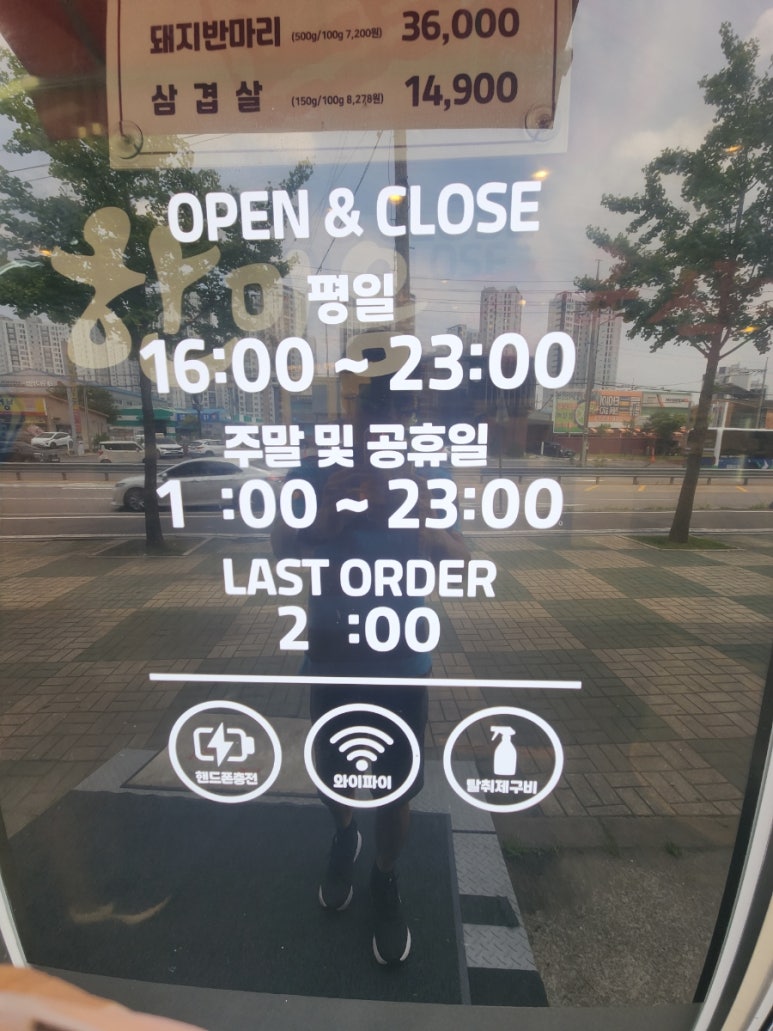 돼지반마리 (500g/100g 7,200원) 36,000
삼겹살 (150g/100g 8,278원) 14,900
OPEN & CLOSE
평일
16:00 ~ 23:00
주말 및 공휴일
1 :00 ~ 23:00
LAST ORDER
2 :00
핸드폰충전
와이파이
탈취제구비